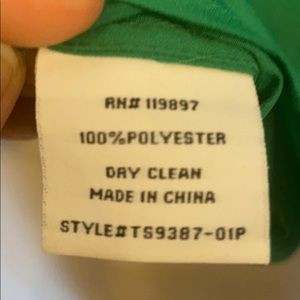 RN# 119897
100%POLYESTER
DRY CLEAN
MADE IN CHINA
STYLE#TS9387-01P